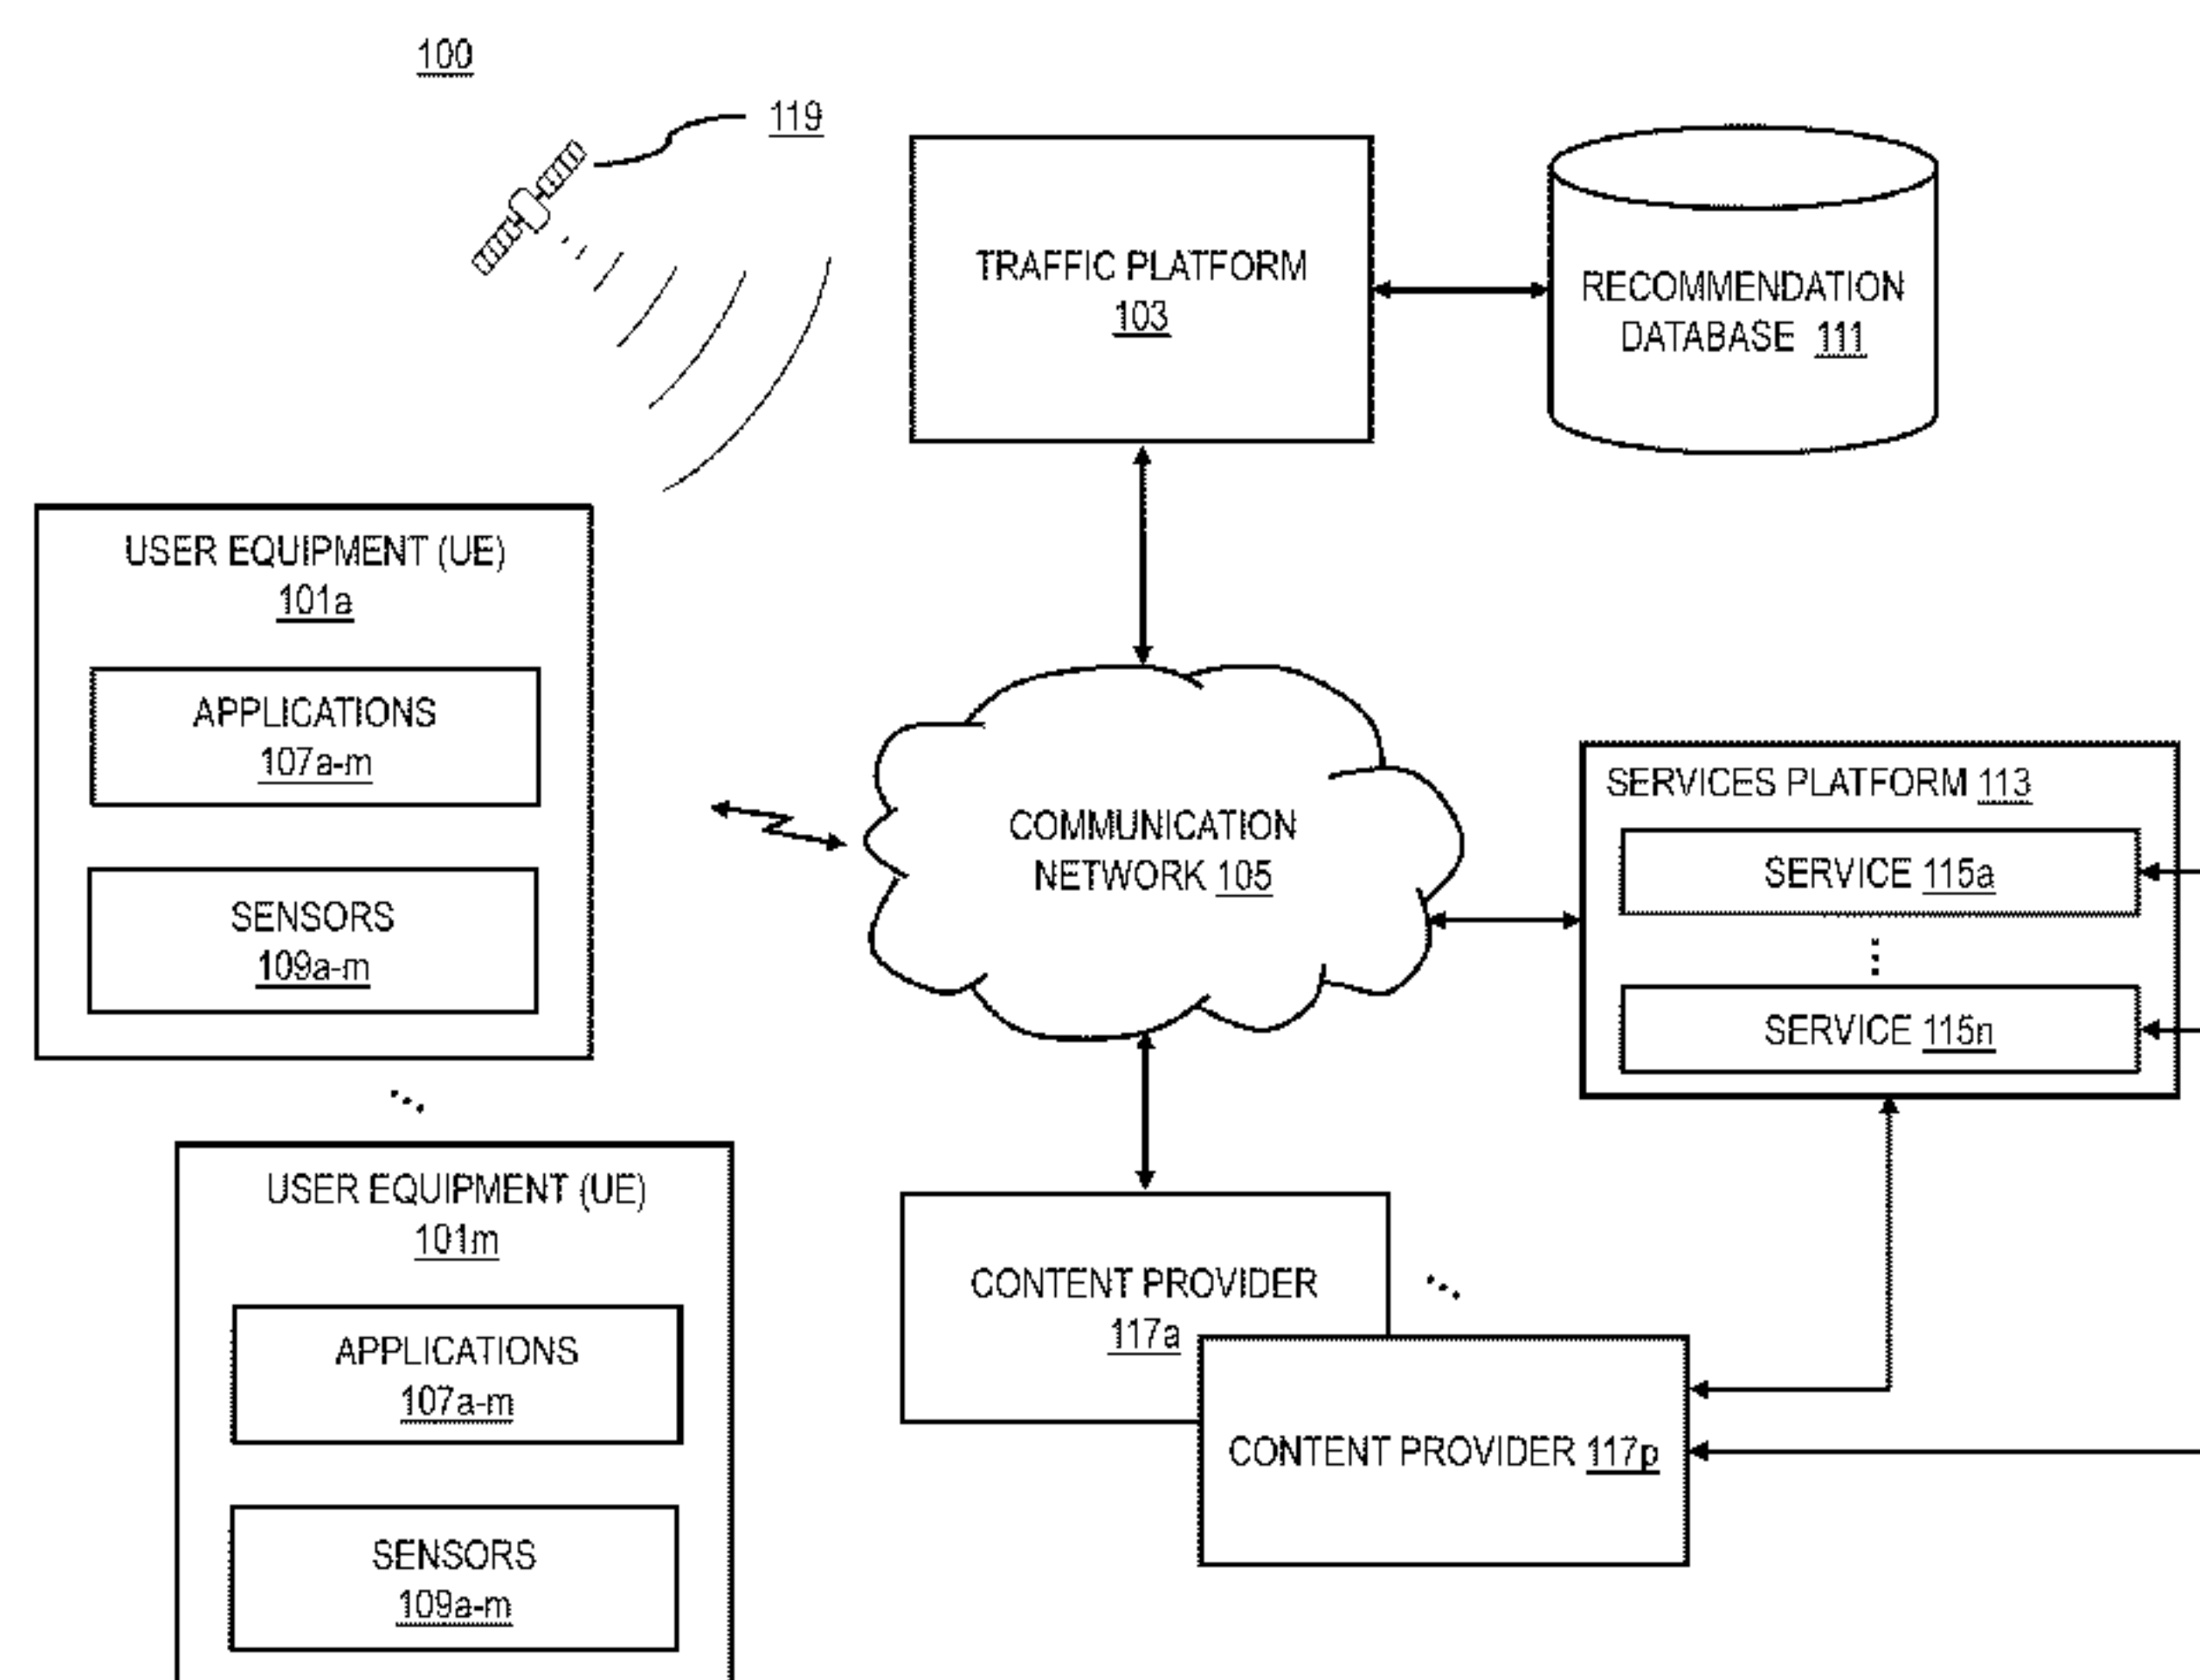 100
119
TRAFFIC PLATFORM
103
RECOMMENDATION
DATABASE 111
USER EQUIPMENT (UE)
101a
APPLICATIONS
107a-m
SENSORS
109a-m
COMMUNICATION
NETWORK 105
SERVICES PLATFORM 113
SERVICE 115a
SERVICE 115n
USER EQUIPMENT (UE)
101m
APPLICATIONS
107a-m
SENSORS
109a-m
CONTENT PROVIDER
117a
CONTENT PROVIDER 117p